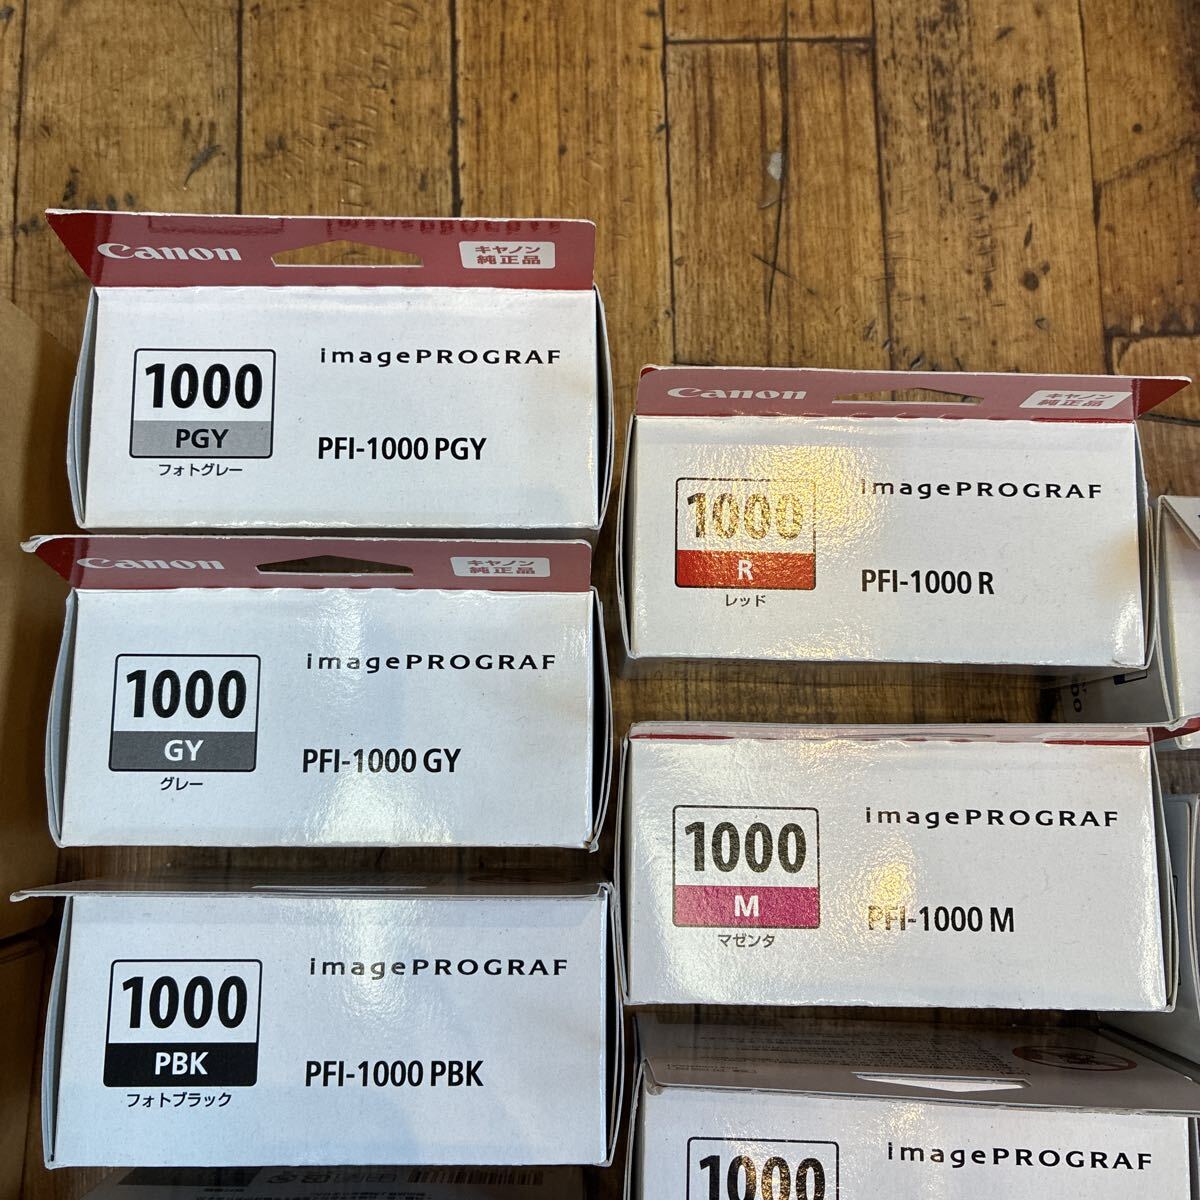 Canon
キヤノン
純正品
1000
PGY
フォトグレー
imagePROGRAF
PFI-1000 PGY
Canon
キヤノン
純正品
1000
GY
グレー
imagePROGRAF
PFI-1000 GY
1000
PBK
フォトブラック
imagePROGRAF
PFI-1000 PBK
Canon
キヤノン
純正品
1000
R
レッド
imagePROGRAF
PFI-1000 R
1000
M
マゼンタ
imagePROGRAF
PFI-1000 M
1000
imagePROGRAF